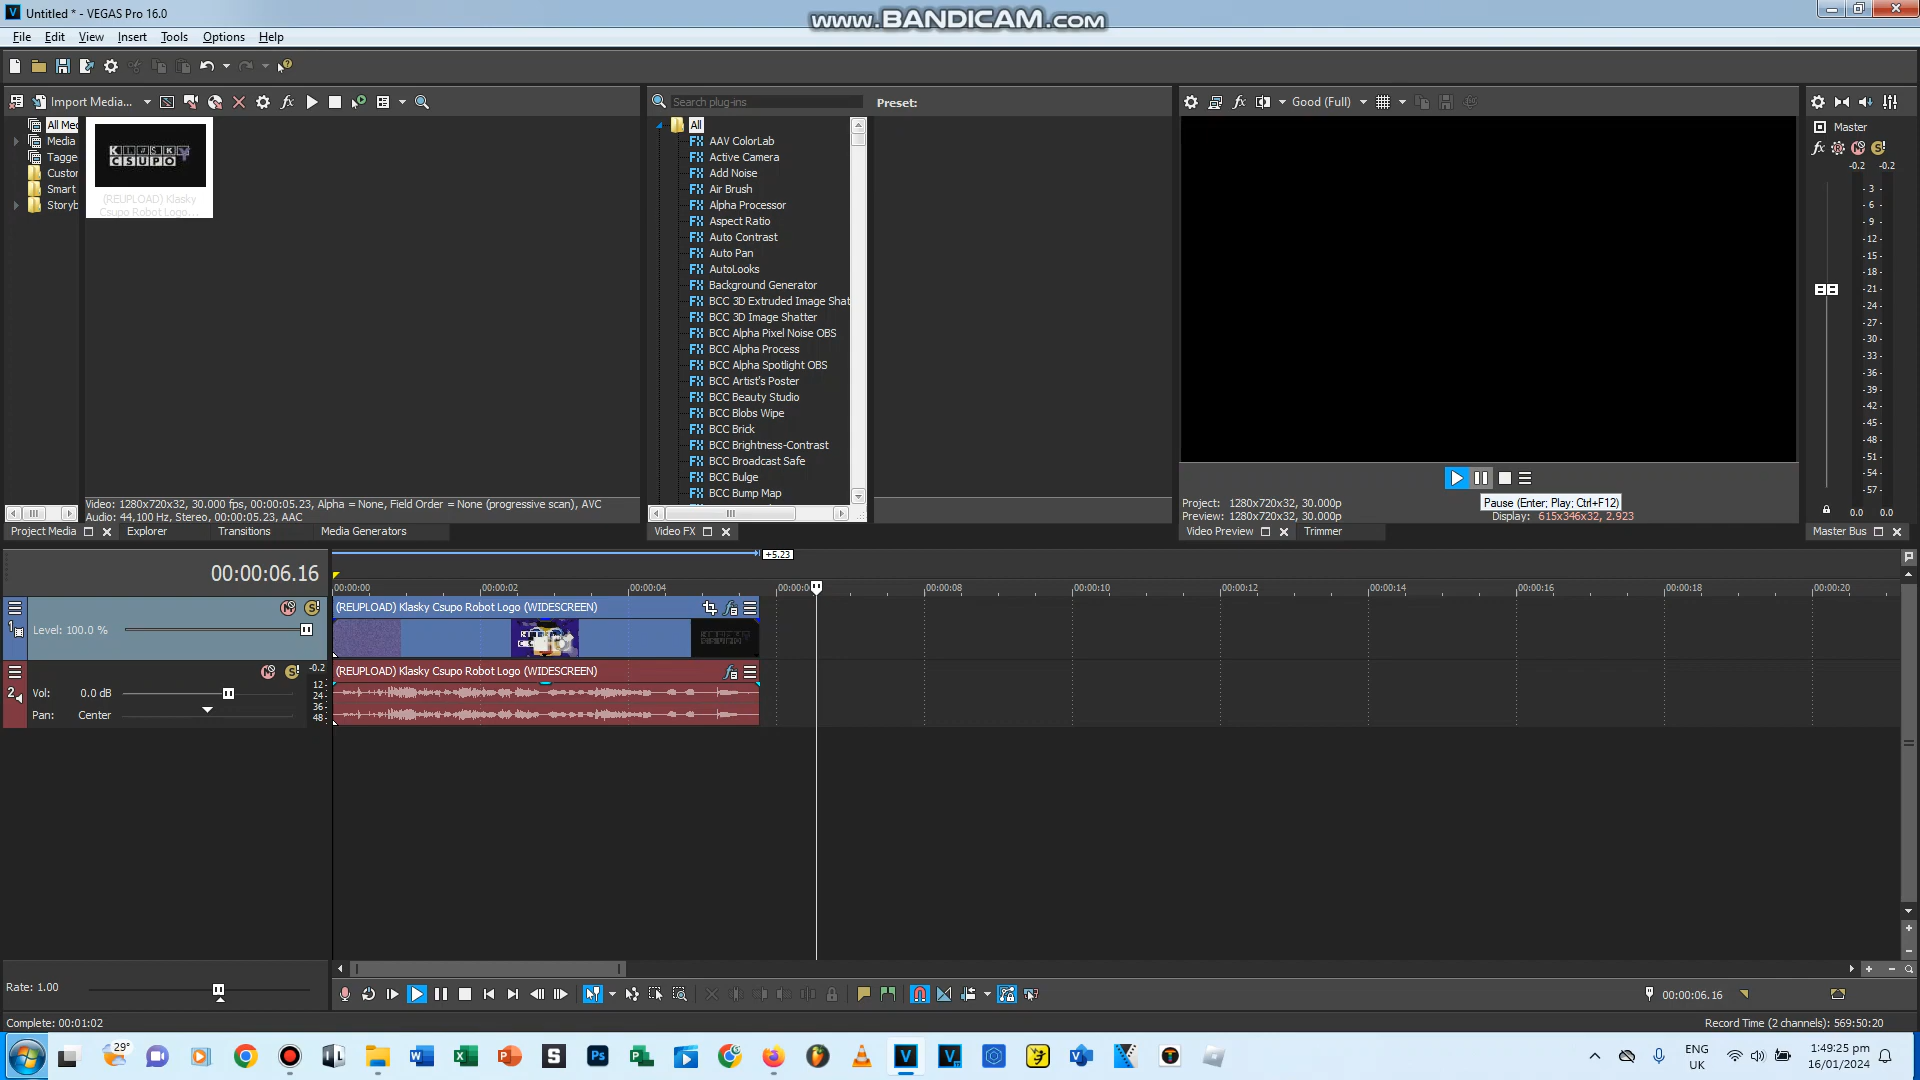 Untitled * - VEGAS Pro 16.0
www.BANDICAM.com
File Edit View Insert Tools Options Help
Import Media...
Search plug-ins
Preset:
Good (Full)
All Mec
Media
Tagge
Custor
Smart
Storyb
KLASKY
CSUPO
(REUPLOAD) Klasky
Csupo Robot Logo...
All
AAV ColorLab
Active Camera
Add Noise
Air Brush
Alpha Processor
Aspect Ratio
Auto Contrast
Auto Pan
AutoLooks
Background Generator
BCC 3D Extruded Image Shat
BCC 3D Image Shatter
BCC Alpha Pixel Noise OBS
BCC Alpha Process
BCC Alpha Spotlight OBS
BCC Artist's Poster
BCC Beauty Studio
BCC Blobs Wipe
BCC Brick
BCC Brightness-Contrast
BCC Broadcast Safe
BCC Bulge
BCC Bump Map
Master
-0.2 -0.2
3
6
9
12
15
18
21
24
27
30
33
36
39
42
45
48
51
54
57
0.0 0.0
Video: 1280x720x32, 30.000 fps, 00:00:05.23, Alpha = None, Field Order = None (progressive scan), AVC
Audio: 44,100 Hz, Stereo, 00:00:05.23, AAC
Project: 1280x720x32, 30.000p
Preview: 1280x720x32, 30.000p
Pause (Enter; Play; Ctrl+F12)
Display: 615x346x32, 2.923
Project Media Explorer Transitions Media Generators
Video FX
Video Preview Trimmer
Master Bus
00:00:06.16
+5.23
00:00:00 00:00:02 00:00:04 00:00:0 00:00:08 00:00:10 00:00:12 00:00:14 00:00:16 00:00:18 00:00:20
1
Level: 100.0 %
(REUPLOAD) Klasky Csupo Robot Logo (WIDESCREEN)
2
Vol: 0.0 dB
Pan: Center
-0.2
12
24
36
48
(REUPLOAD) Klasky Csupo Robot Logo (WIDESCREEN)
Rate: 1.00
00:00:06.16
Complete: 00:01:02
Record Time (2 channels): 569:50:20
29°
ENG
UK
1:49:25 pm
16/01/2024